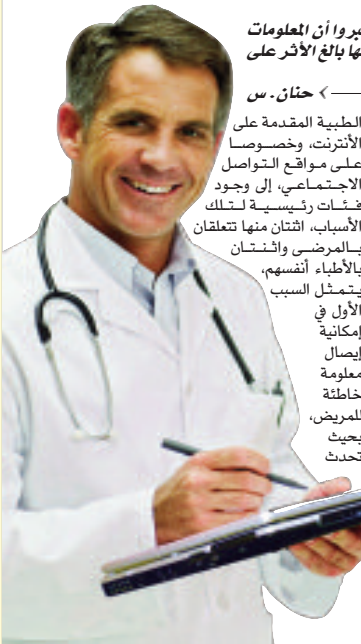 بروا أن المعلومات
ها بالغ الأثر على
حنان. س
الطبية المقدمة على
الأنترنت، وخصوصا
على مواقع التواصل
الاجتماعي، إلى وجود
فئات رئيسية لتلك
الأسباب، اثنتان منها تتعلقان
بالمرضى واثنتان
بالأطباء أنفسهم،
يتمثل السبب
الأول في
إمكانية
إيصال
معلومة
خاطئة
للمريض،
بحيث
تحدث